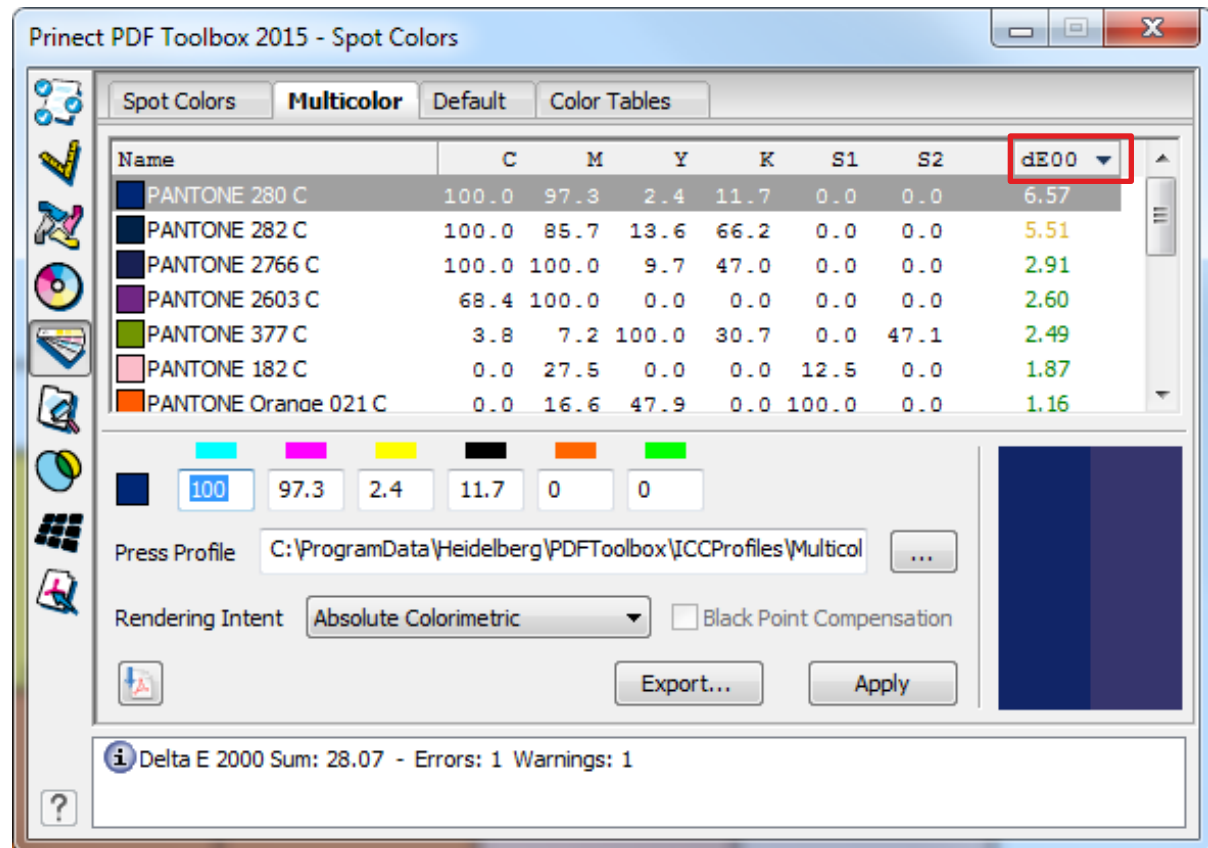 Prinect PDF Toolbox 2015 - Spot Colors
Spot Colors Multicolor Default Color Tables
Name C M Y K S1 S2 dE00
PANTONE 280 C 100.0 97.3 2.4 11.7 0.0 0.0 6.57
PANTONE 282 C 100.0 85.7 13.6 66.2 0.0 0.0 5.51
PANTONE 2766 C 100.0 100.0 9.7 47.0 0.0 0.0 2.91
PANTONE 2603 C 68.4 100.0 0.0 0.0 0.0 0.0 2.60
PANTONE 377 C 3.8 7.2 100.0 30.7 0.0 47.1 2.49
PANTONE 182 C 0.0 27.5 0.0 0.0 12.5 0.0 1.87
PANTONE Orange 021 C 0.0 16.6 47.9 0.0 100.0 0.0 1.16
100 97.3 2.4 11.7 0 0
Press Profile C:\ProgramData\Heidelberg\PDFToolbox\ICCProfiles\Multicol ...
Rendering Intent Absolute Colorimetric Black Point Compensation
Export... Apply
Delta E 2000 Sum: 28.07 - Errors: 1 Warnings: 1
?